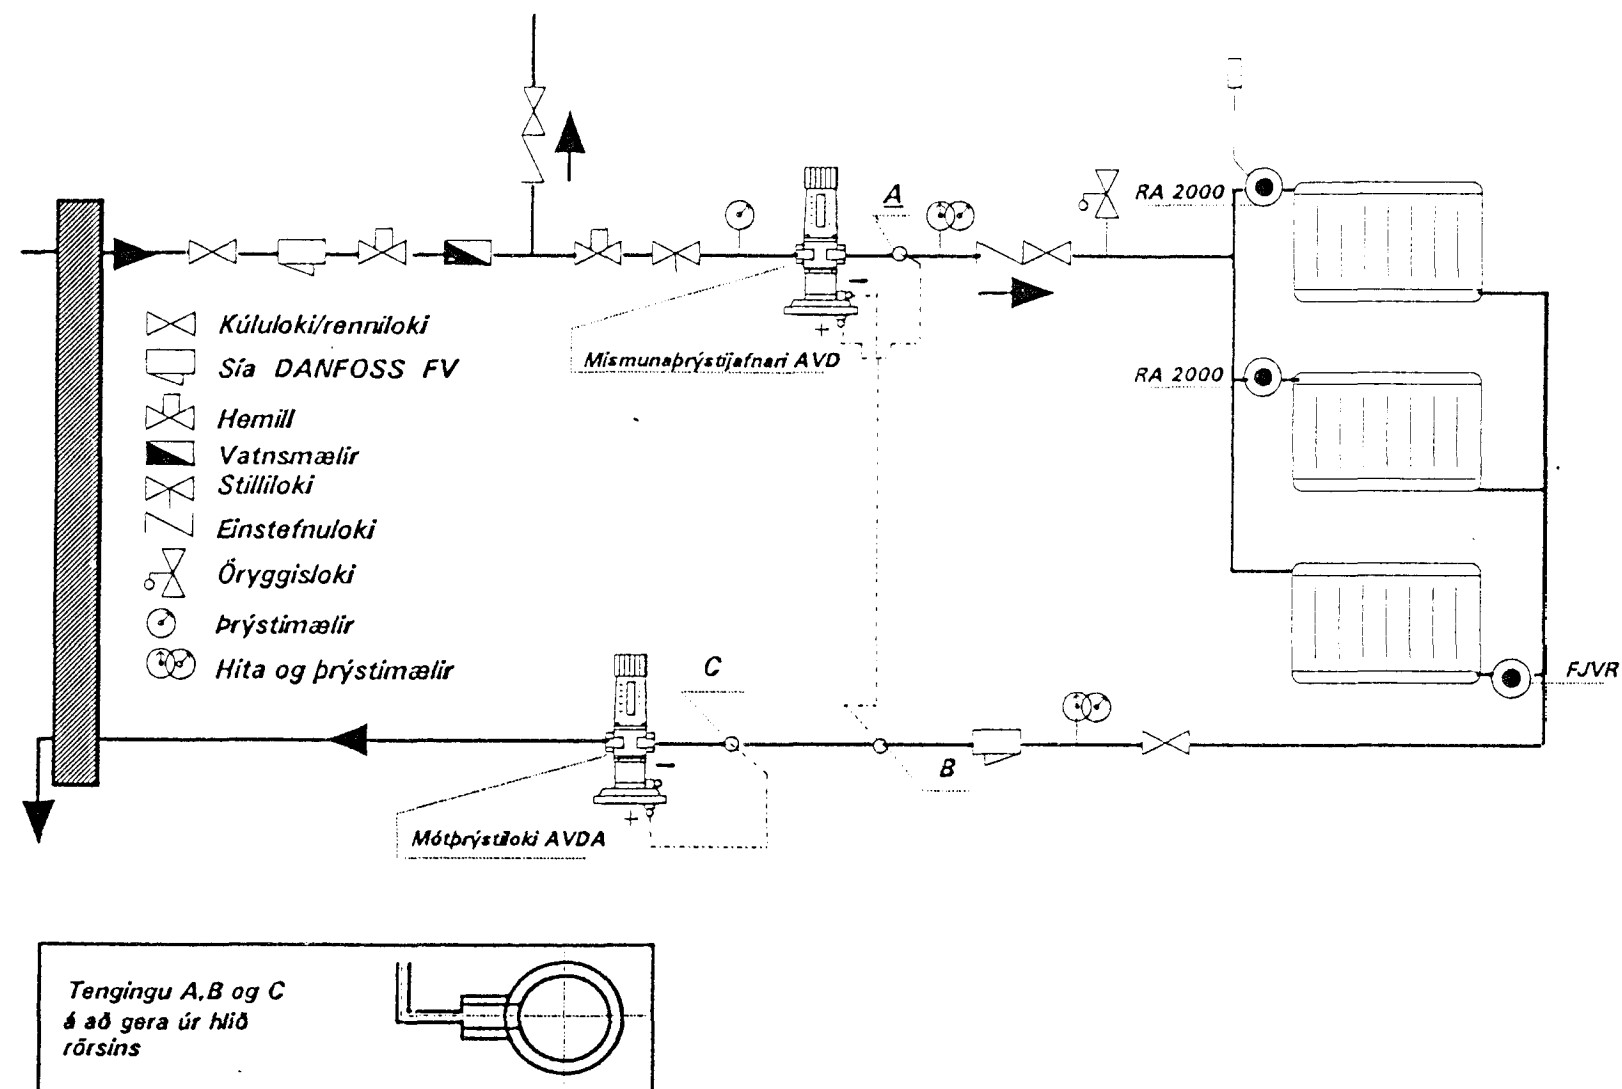 A
RA 2000
Kúluloki/renniloki
Sía DANFOSS FV
Mismunaþrýstijafnari AVD
RA 2000
Hemill
Vatnsmælir
Stilliloki
Einstefnuloki
Öryggisloki
Þrýstimælir
Hita og þrýstimælir
C
FJVR
B
Mótþrýstiloki AVDA
Tengingu A,B og C
á að gera úr hlið
rörsins